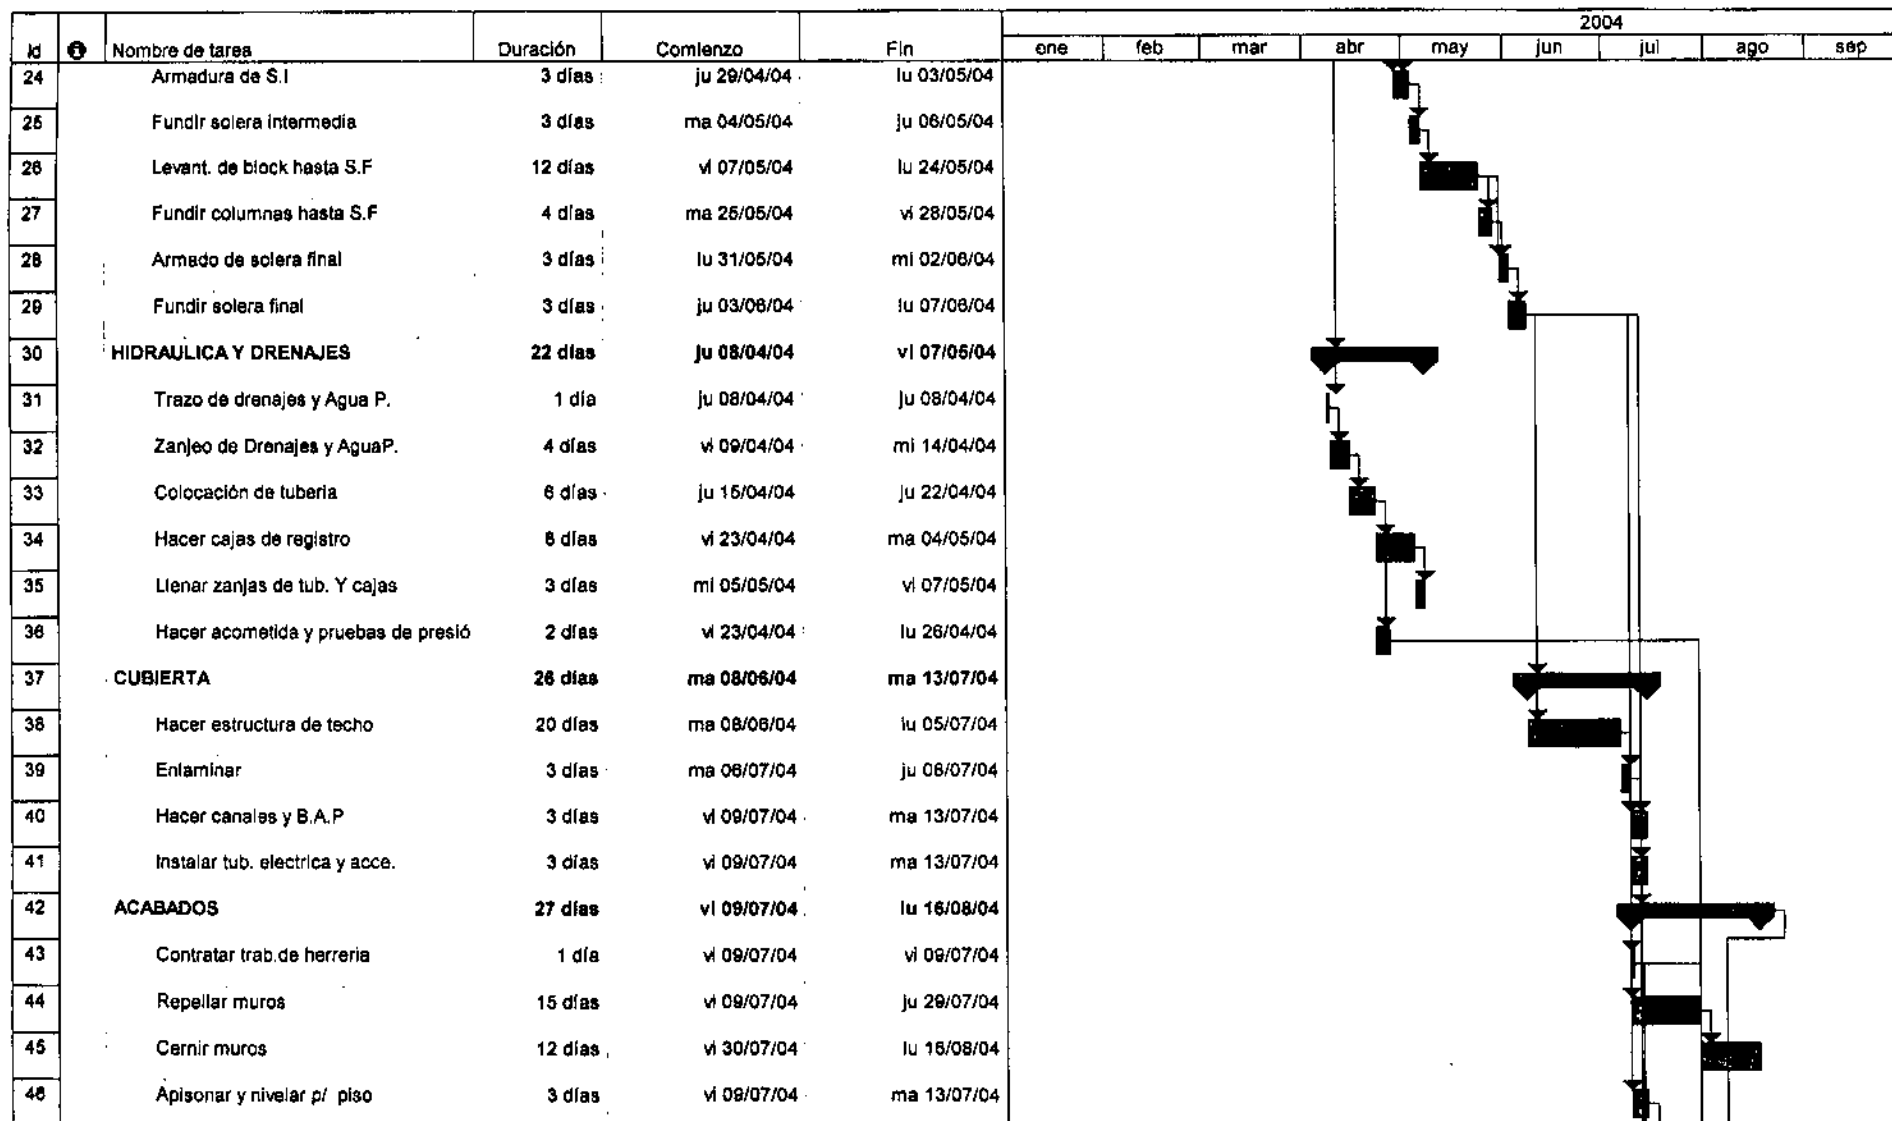 2004
Id Nombre de tarea Duración Comienzo Fin ene feb mar abr may jun jul ago sep
24 Armadura de S.I 3 días ju 29/04/04 lu 03/05/04
25 Fundir solera intermedia 3 días ma 04/05/04 ju 06/05/04
26 Levant. de block hasta S.F 12 días vi 07/05/04 lu 24/05/04
27 Fundir columnas hasta S.F 4 días ma 25/05/04 vi 28/05/04
28 Armado de solera final 3 días lu 31/05/04 mi 02/06/04
29 Fundir solera final 3 días ju 03/06/04 lu 07/06/04
30 HIDRAULICA Y DRENAJES 22 días ju 08/04/04 vi 07/05/04
31 Trazo de drenajes y Agua P. 1 día ju 08/04/04 ju 08/04/04
32 Zanjeo de Drenajes y AguaP. 4 días vi 09/04/04 mi 14/04/04
33 Colocación de tuberia 6 días ju 15/04/04 ju 22/04/04
34 Hacer cajas de registro 8 días vi 23/04/04 ma 04/05/04
35 Llenar zanjas de tub. Y cajas 3 días mi 05/05/04 vi 07/05/04
36 Hacer acometida y pruebas de presió 2 días vi 23/04/04 lu 26/04/04
37 CUBIERTA 26 días ma 08/06/04 ma 13/07/04
38 Hacer estructura de techo 20 días ma 08/06/04 lu 05/07/04
39 Enlaminar 3 días ma 06/07/04 ju 08/07/04
40 Hacer canales y B.A.P 3 días vi 09/07/04 ma 13/07/04
41 Instalar tub. electrica y acce. 3 días vi 09/07/04 ma 13/07/04
42 ACABADOS 27 días vi 09/07/04 lu 16/08/04
43 Contratar trab.de herreria 1 día vi 09/07/04 vi 09/07/04
44 Repellar muros 15 días vi 09/07/04 ju 29/07/04
45 Cernir muros 12 días vi 30/07/04 lu 16/08/04
46 Apisonar y nivelar p/ piso 3 días vi 09/07/04 ma 13/07/04